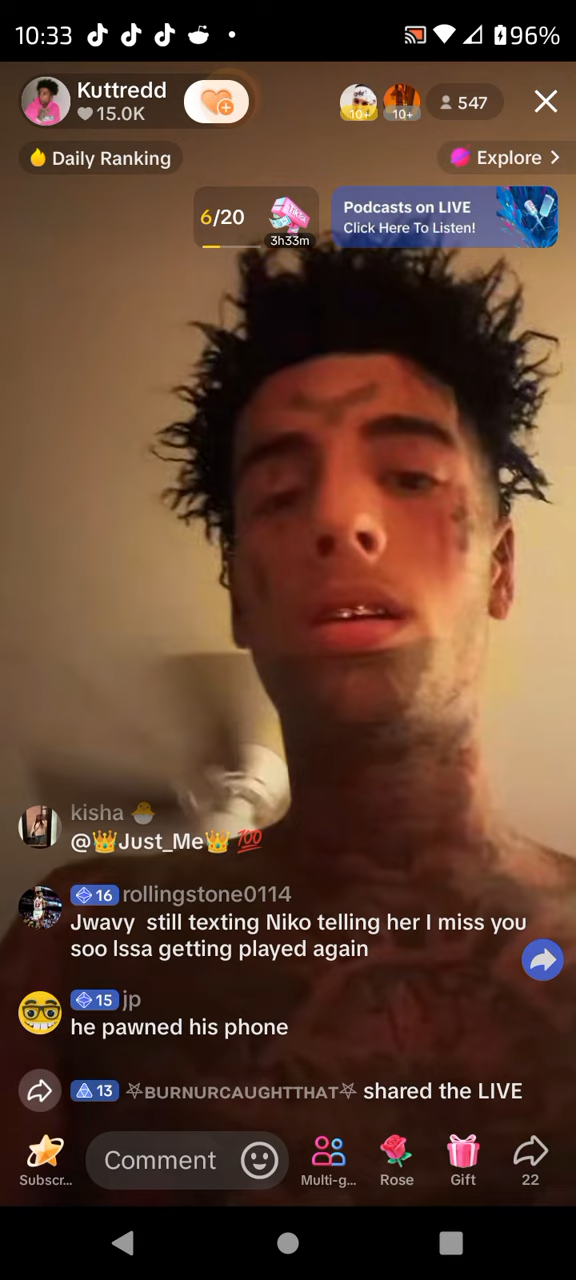 10:33
96%
Kuttredd
15.0K
10+
10+
547
Daily Ranking
Explore
6/20
TikTok
3h33m
Podcasts on LIVE
Click Here To Listen!
kisha 🐣
@👑Just_Me👑 💯
16 rollingstone0114
Jwavy still texting Niko telling her I miss you
soo Issa getting played again
15 jp
he pawned his phone
13 ⛧BURNURCAUGHTTHAT⛧ shared the LIVE
Comment
Subscr...
Multi-g...
Rose
Gift
22